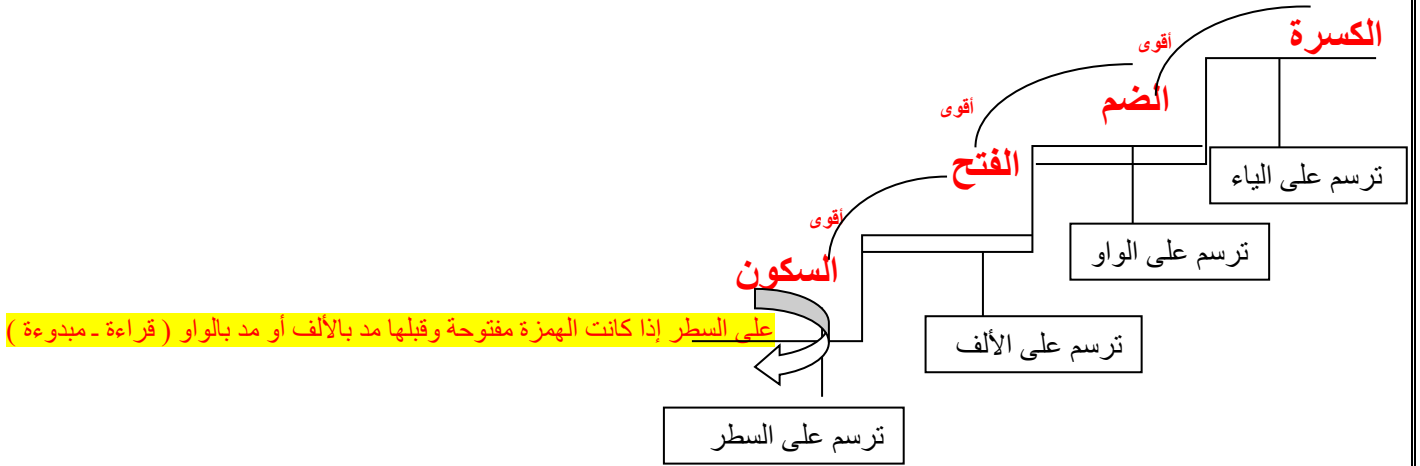 الكسرة
أقوى
الضم
أقوى
الفتح
ترسم على الياء
أقوى
ترسم على الواو
السكون
على السطر إذا كانت الهمزة مفتوحة وقبلها مد بالألف أو مد بالواو ( قراءة ـ مبدوءة )
ترسم على الألف
ترسم على السطر